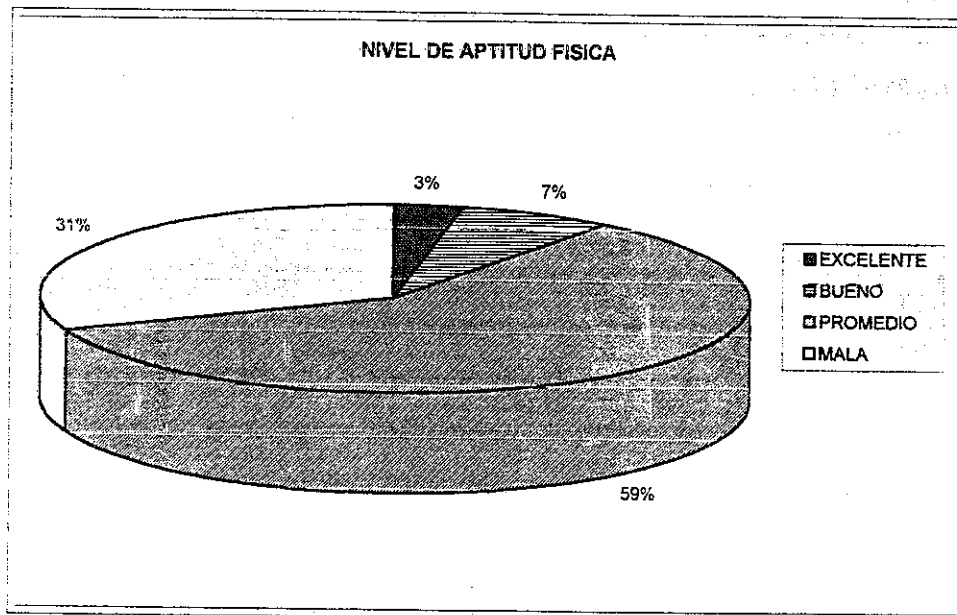 NIVEL DE APTITUD FISICA
3%
7%
31%
EXCELENTE
BUENO
PROMEDIO
MALA
59%